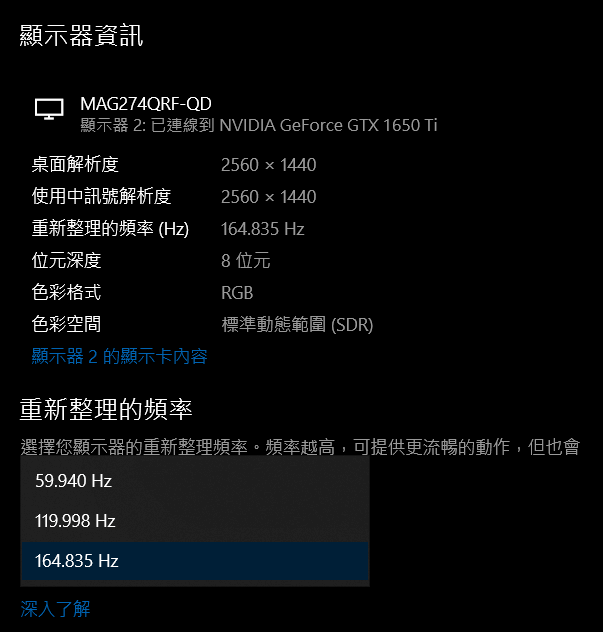 顯示器資訊
MAG274QRF-QD
顯示器 2: 已連線到 NVIDIA GeForce GTX 1650 Ti
桌面解析度 2560 × 1440
使用中訊號解析度 2560 × 1440
重新整理的頻率 (Hz) 164.835 Hz
位元深度 8 位元
色彩格式 RGB
色彩空間 標準動態範圍 (SDR)
顯示器 2 的顯示卡內容
重新整理的頻率
選擇您顯示器的重新整理頻率。頻率越高，可提供更流暢的動作，但也會
59.940 Hz
119.998 Hz
164.835 Hz
深入了解